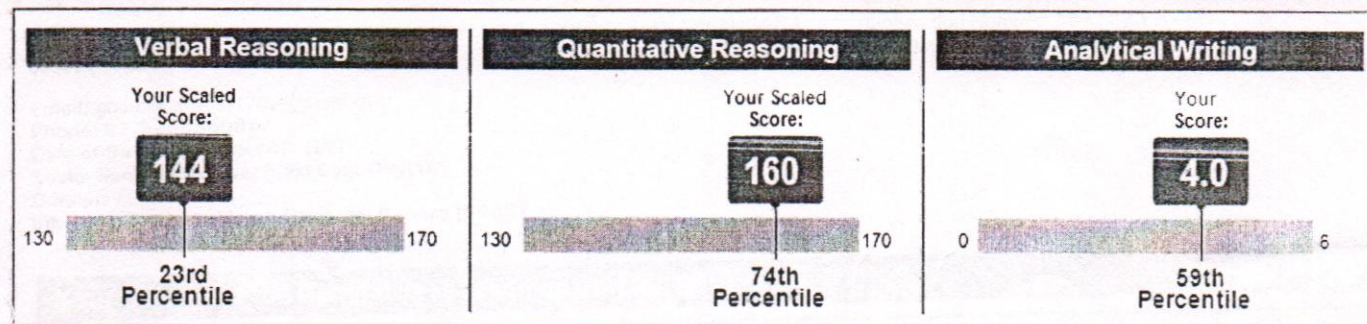 Verbal Reasoning
Your Scaled
Score:
144
130
170
23rd
Percentile
Quantitative Reasoning
Your Scaled
Score:
160
130
170
74th
Percentile
Analytical Writing
Your
Score:
4.0
0
6
59th
Percentile